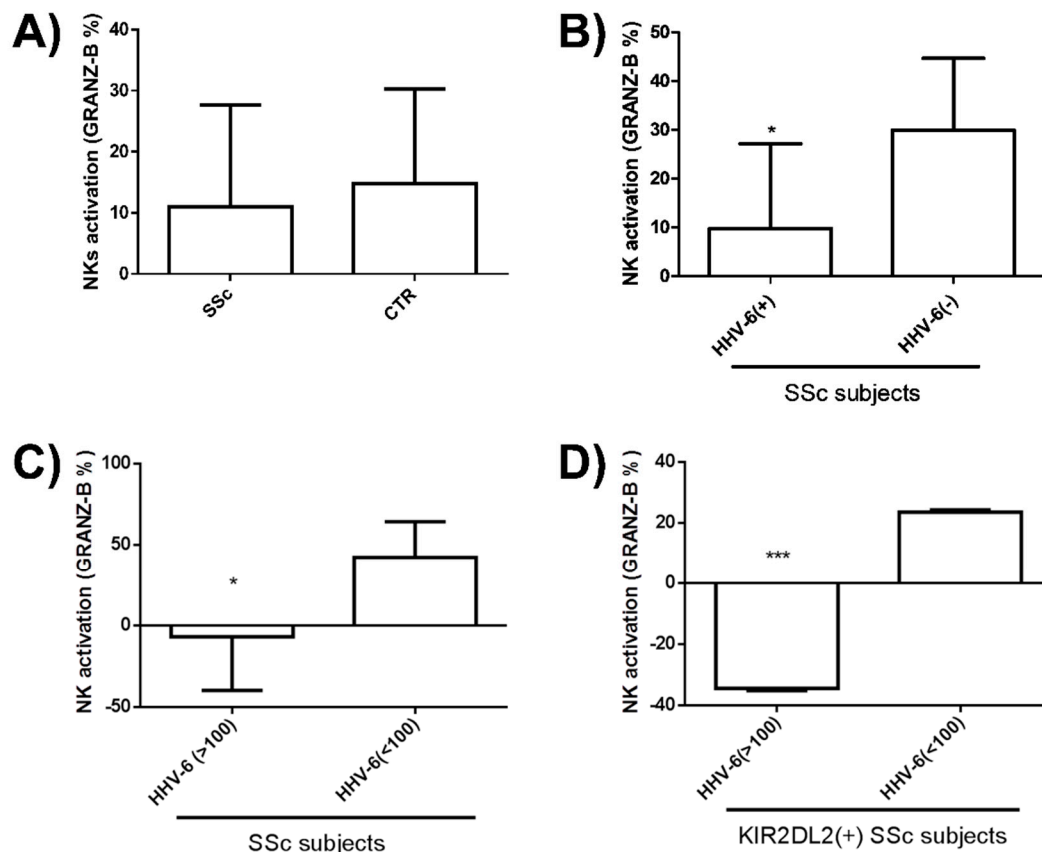 A)
NKs activation (GRANZ-B %)
40
30
20
10
0
SSc
CTR
B)
NK activation (GRANZ-B %)
50
40
30
20
10
0
*
HHV-6(+)
HHV-6(-)
SSc subjects
C)
NK activation (GRANZ-B %)
100
50
0
-50
*
HHV-6 (>100)
HHV-6(<100)
SSc subjects
D)
NK activation (GRANZ-B %)
40
20
0
-20
-40
***
HHV-6(>100)
HHV-6(<100)
KIR2DL2(+) SSc subjects